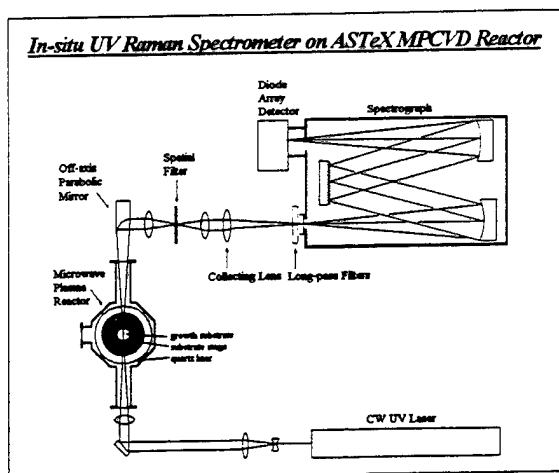 In-situ UV Raman Spectrometer on ASTeX MPCVD Reactor
Diode
Array
Detector
Spectrograph
Spatial
Filter
Off-axis
Parabolic
Mirror
Collecting Lens
Long-pass Filters
Microwave
Plasma
Reactor
growth substrate
substrate stage
quartz liner
CW UV Laser